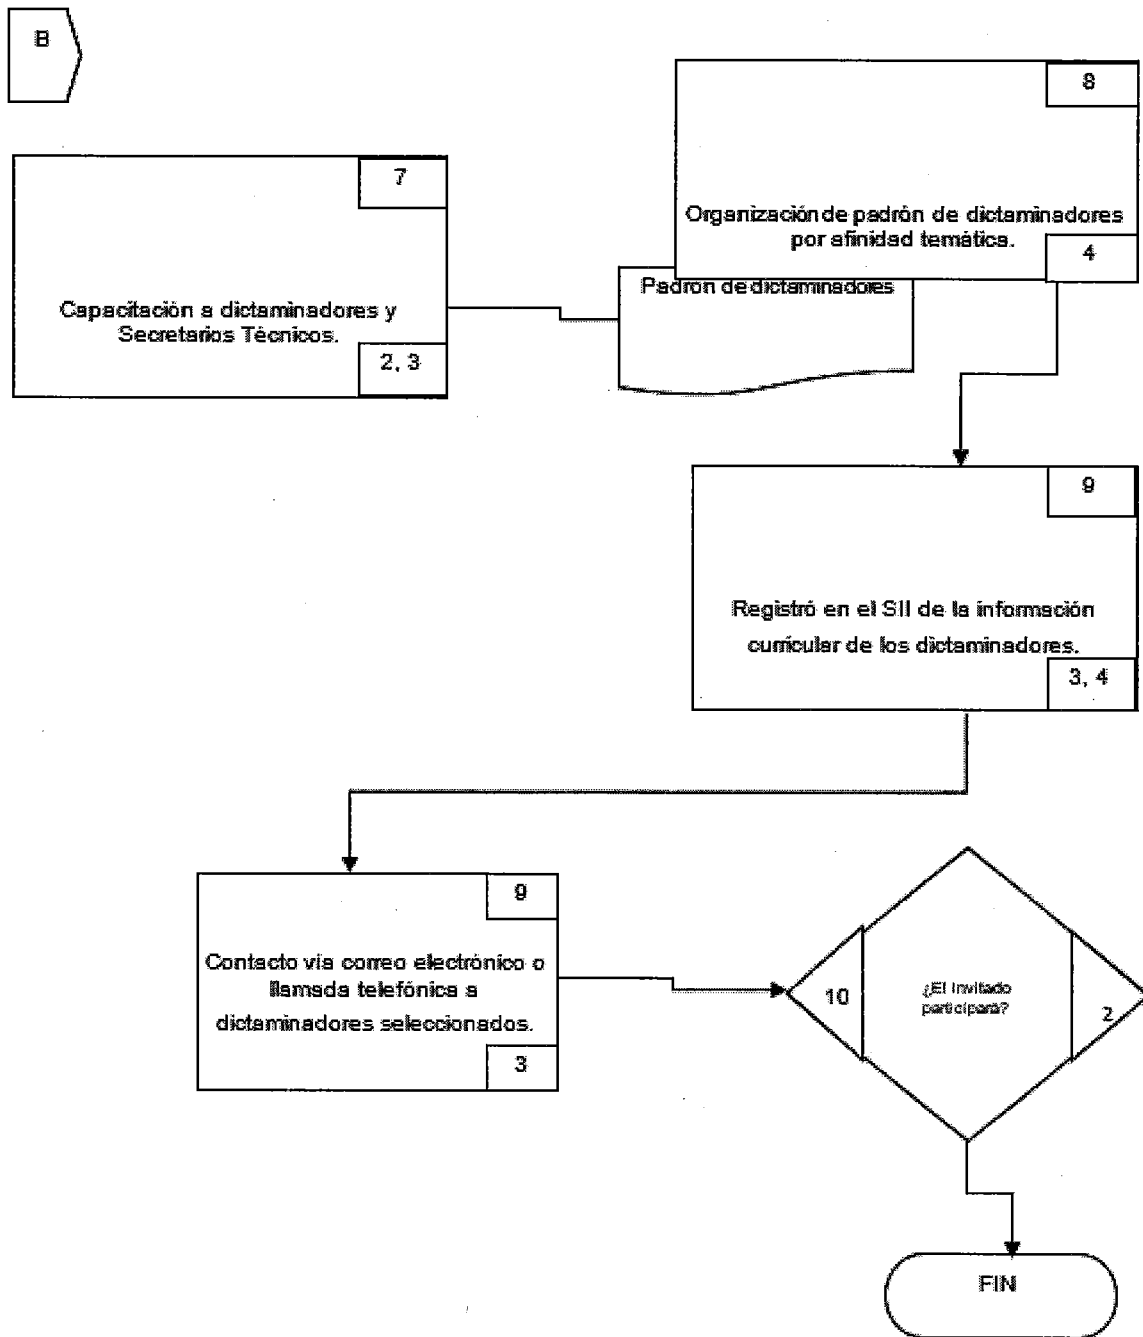 B
8
Organización de padrón de dictaminadores
por afinidad temática.
4
7
Capacitación a dictaminadores y
Secretarios Técnicos.
2, 3
Padrón de dictaminadores
9
Registró en el SII de la información
curricular de los dictaminadores.
3, 4
9
Contacto vía correo electrónico o
llamada telefónica a
dictaminadores seleccionados.
3
10
¿El invitado
participará?
2
FIN